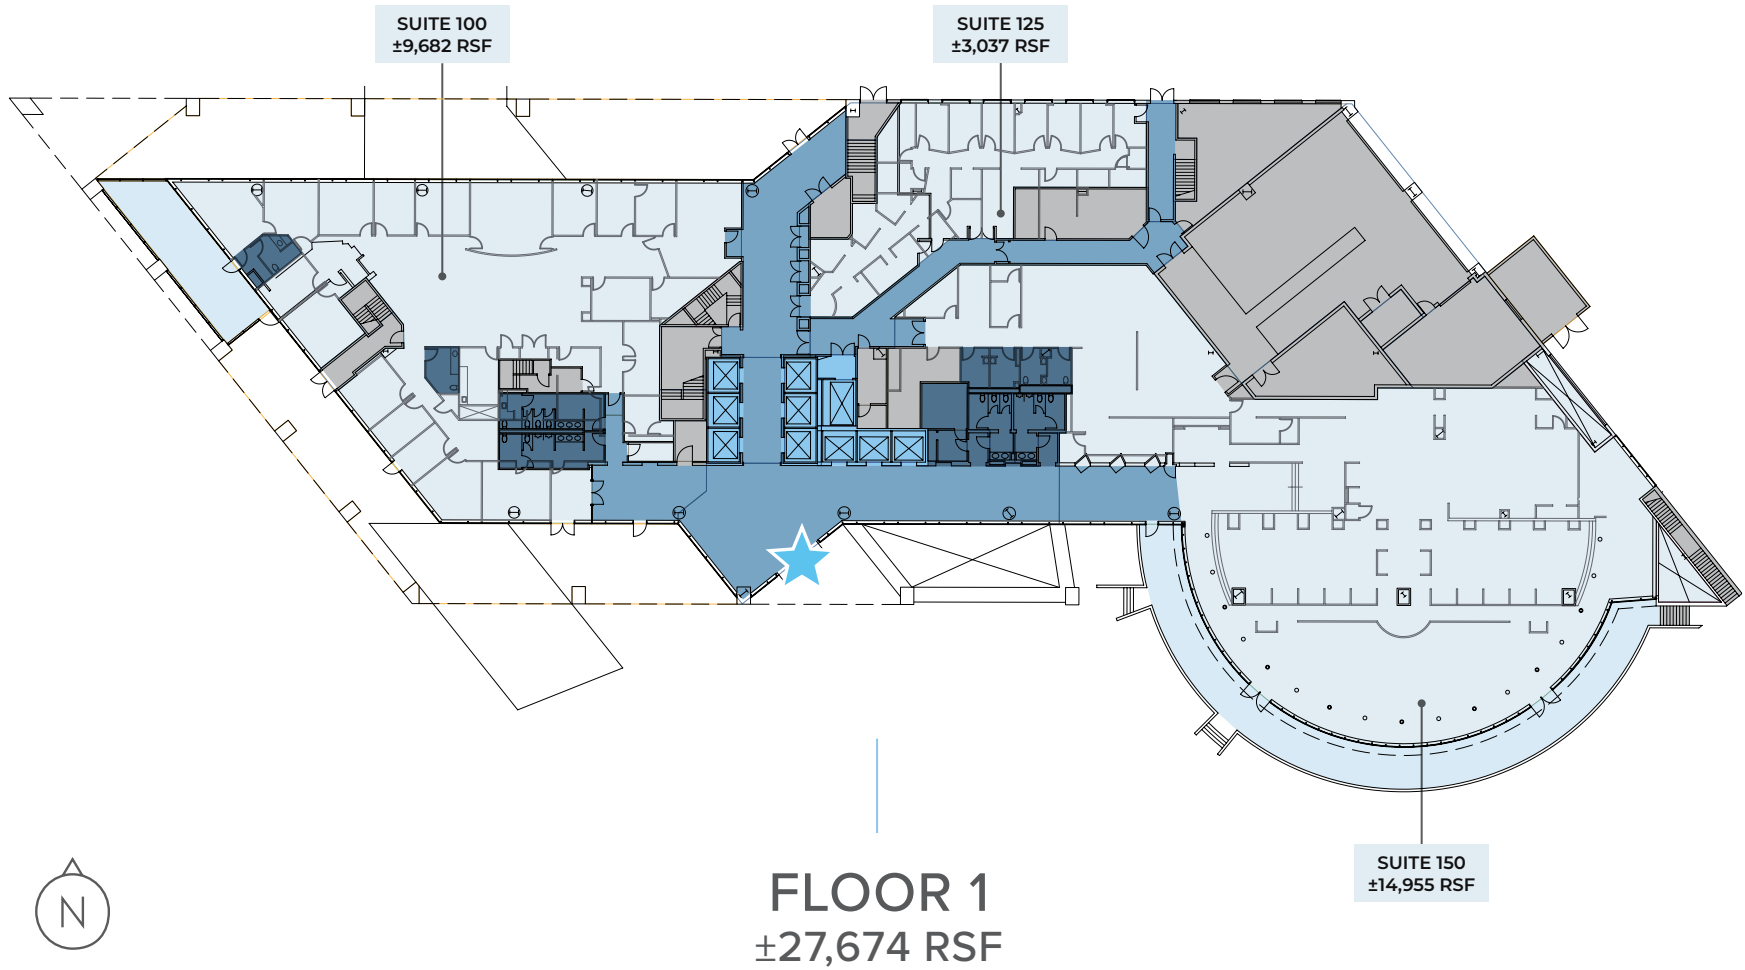 SUITE 100
±9,682 RSF
SUITE 125
±3,037 RSF
SUITE 150
±14,955 RSF
N
FLOOR 1
±27,674 RSF